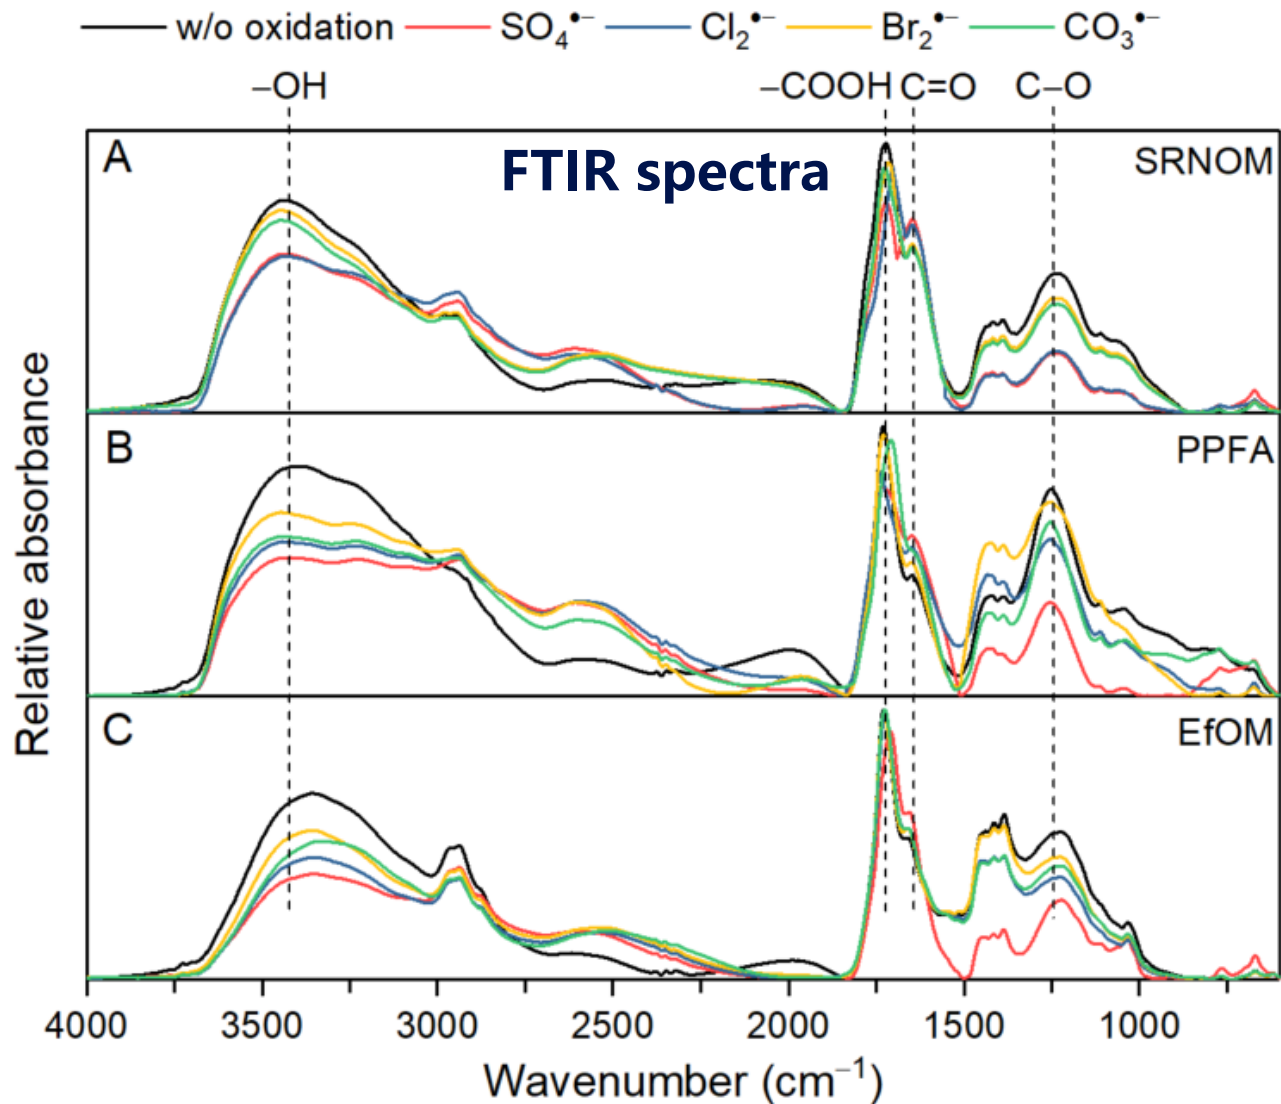 w/o oxidation SO₄•⁻ Cl₂•⁻ Br₂•⁻ CO₃•⁻
–OH –COOH C=O C–O
A FTIR spectra SRNOM
B PPFA
C EfOM
Relative absorbance
4000 3500 3000 2500 2000 1500 1000
Wavenumber (cm⁻¹)